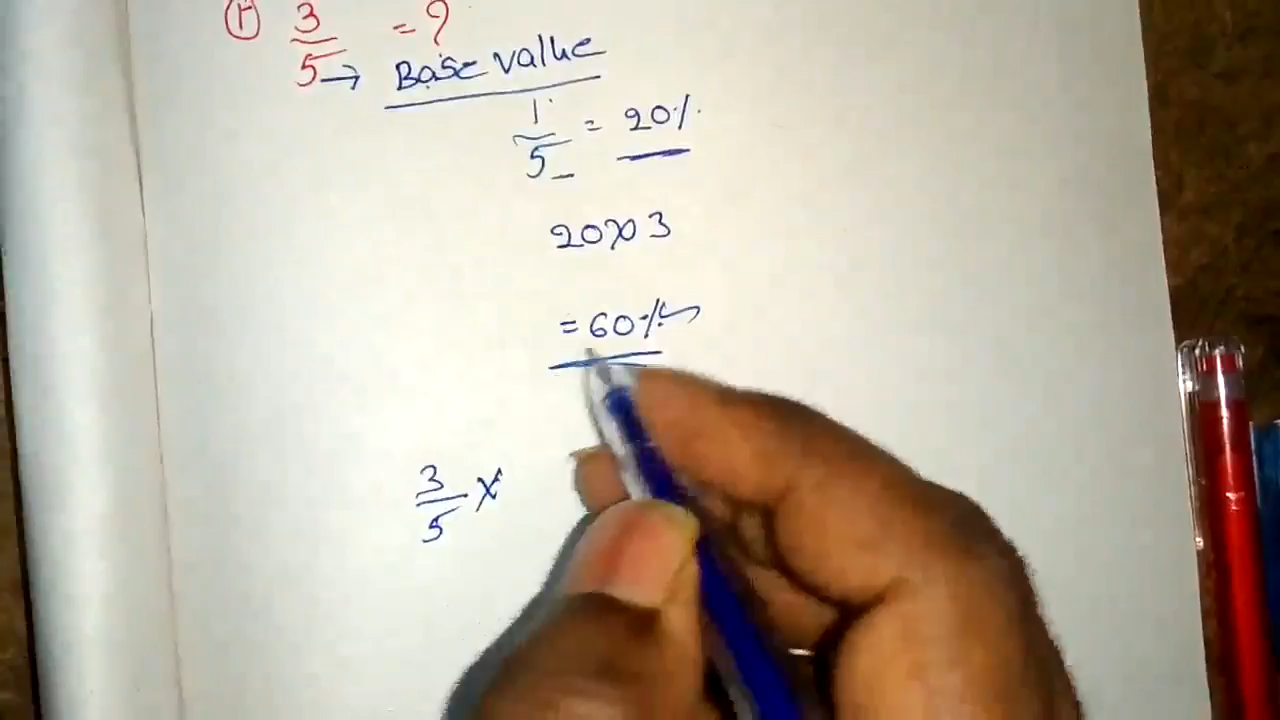 ① 3/5 = ?
5 → Base value
1/5 = 20%
20 x 3
= 60%
3/5 x